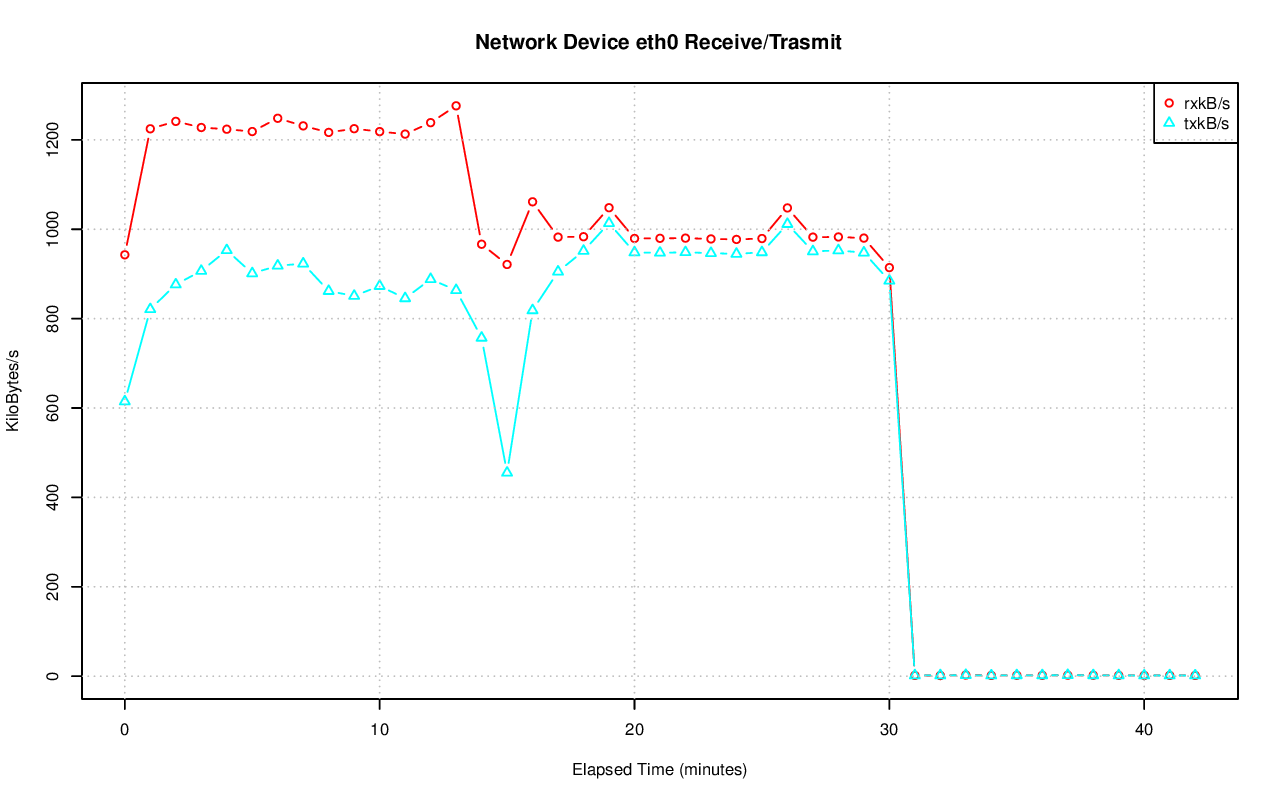 Network Device eth0 Receive/Trasmit
rxkB/s
txkB/s
KiloBytes/s
1200
1000
800
600
400
200
0
0 10 20 30 40
Elapsed Time (minutes)